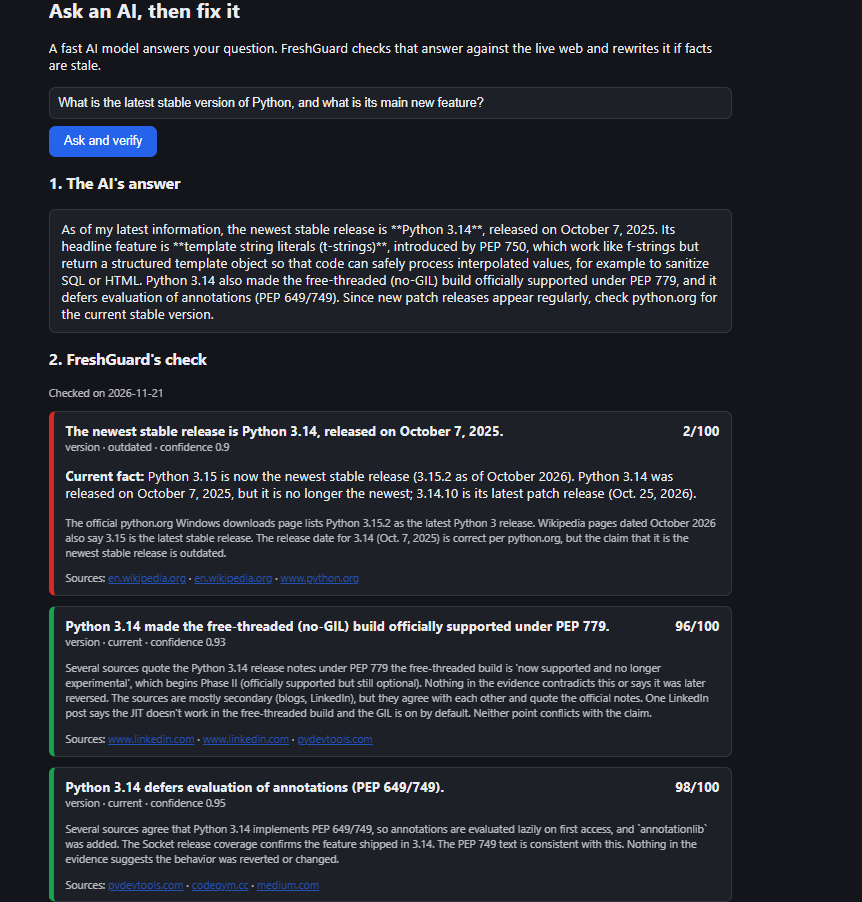 Ask an AI, then fix it
A fast AI model answers your question. FreshGuard checks that answer against the live web and rewrites it if facts
are stale.
What is the latest stable version of Python, and what is its main new feature?
Ask and verify
1. The AI's answer
As of my latest information, the newest stable release is **Python 3.14**, released on October 7, 2025. Its
headline feature is **template string literals (t-strings)**, introduced by PEP 750, which work like f-strings but
return a structured template object so that code can safely process interpolated values, for example to sanitize
SQL or HTML. Python 3.14 also made the free-threaded (no-GIL) build officially supported under PEP 779, and it
defers evaluation of annotations (PEP 649/749). Since new patch releases appear regularly, check python.org for
the current stable version.
2. FreshGuard's check
Checked on 2026-11-21
The newest stable release is Python 3.14, released on October 7, 2025.
2/100
version · outdated · confidence 0.9
Current fact: Python 3.15 is now the newest stable release (3.15.2 as of October 2026). Python 3.14 was
released on October 7, 2025, but it is no longer the newest; 3.14.10 is its latest patch release (Oct. 25, 2026).
The official python.org Windows downloads page lists Python 3.15.2 as the latest Python 3 release. Wikipedia pages dated October 2026
also say 3.15 is the latest stable release. The release date for 3.14 (Oct. 7, 2025) is correct per python.org, but the claim that it is the
newest stable release is outdated.
Sources: en.wikipedia.org · en.wikipedia.org · www.python.org
Python 3.14 made the free-threaded (no-GIL) build officially supported under PEP 779.
96/100
version · current · confidence 0.93
Several sources quote the Python 3.14 release notes: under PEP 779 the free-threaded build is 'now supported and no longer
experimental', which begins Phase II (officially supported but still optional). Nothing in the evidence contradicts this or says it was later
reversed. The sources are mostly secondary (blogs, LinkedIn), but they agree with each other and quote the official notes. One LinkedIn
post says the JIT doesn't work in the free-threaded build and the GIL is on by default. Neither point conflicts with the claim.
Sources: www.linkedin.com · www.linkedin.com · pydevtools.com
Python 3.14 defers evaluation of annotations (PEP 649/749).
98/100
version · current · confidence 0.95
Several sources agree that Python 3.14 implements PEP 649/749, so annotations are evaluated lazily on first access, and `annotationlib`
was added. The Socket release coverage confirms the feature shipped in 3.14. The PEP 749 text is consistent with this. Nothing in the
evidence suggests the behavior was reverted or changed.
Sources: pydevtools.com · codegym.cc · medium.com